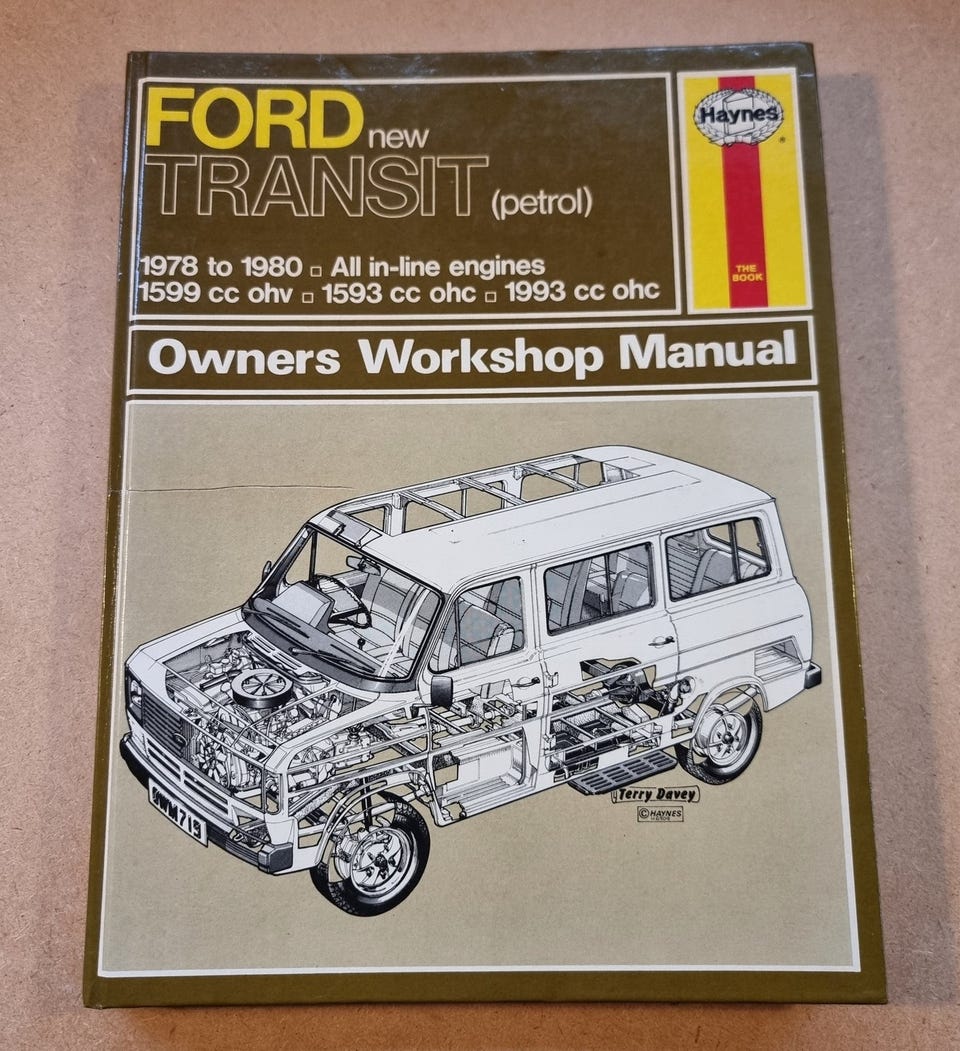 FORD new
TRANSIT (petrol)
1978 to 1980 □ All in-line engines
1599 cc ohv □ 1593 cc ohc □ 1993 cc ohc
Haynes
®
THE
BOOK
Owners Workshop Manual
Terry Davey
© HAYNES